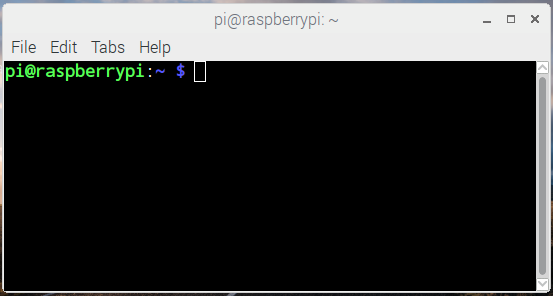 pi@raspberrypi: ~
File Edit Tabs Help
pi@raspberrypi:~ $